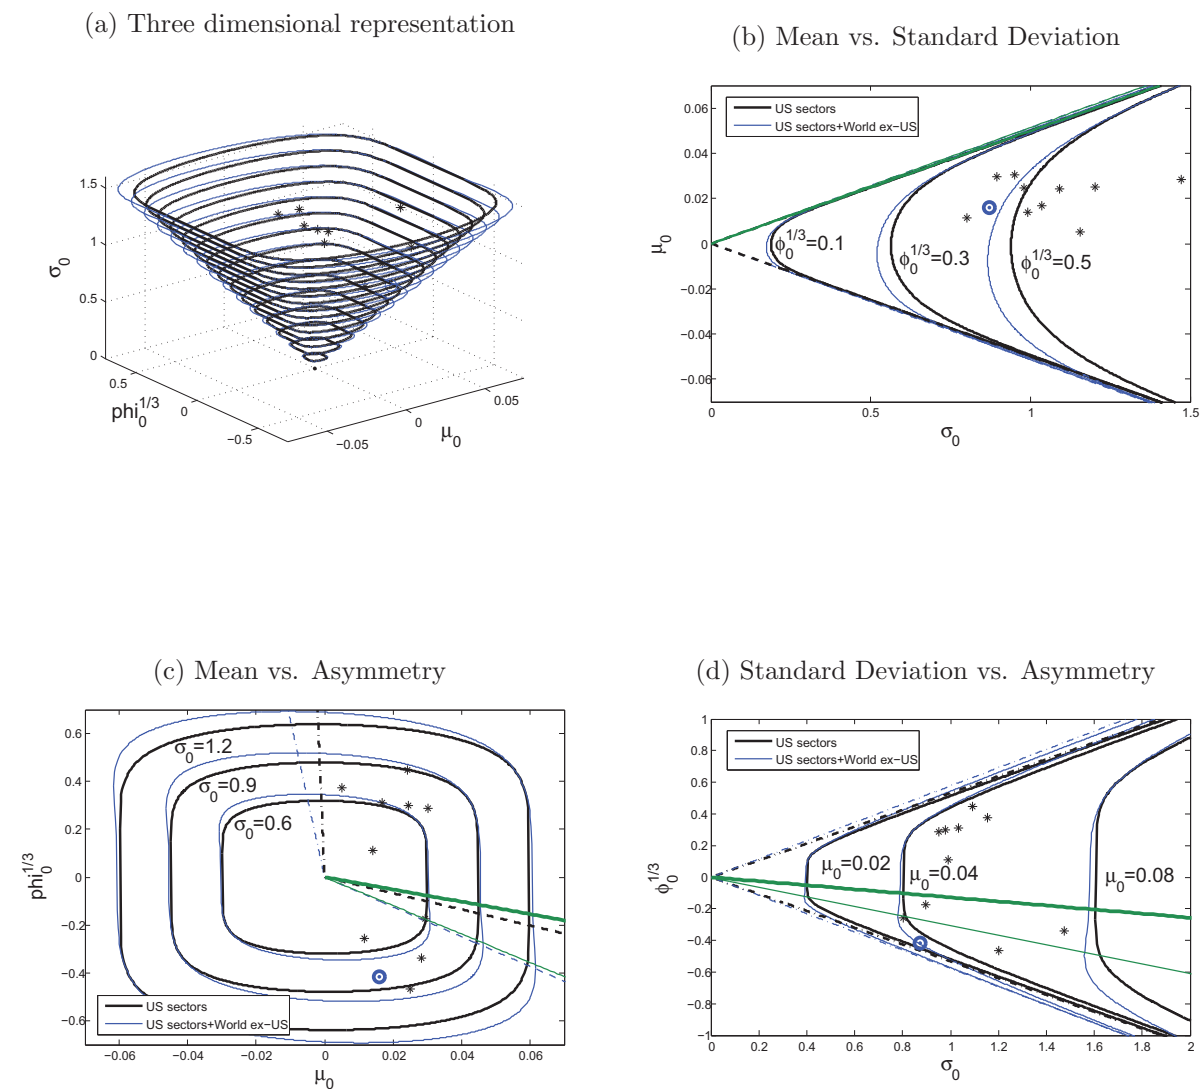 (a) Three dimensional representation
σ0
1.5
1
0.5
0
0.5
0
−0.5
phi0^1/3
−0.05
0
0.05
μ0
(b) Mean vs. Standard Deviation
US sectors
US sectors+World ex−US
0.06
0.04
0.02
0
−0.02
−0.04
−0.06
μ0
ϕ0^1/3=0.1
ϕ0^1/3=0.3
ϕ0^1/3=0.5
0
0.5
1
1.5
σ0
(c) Mean vs. Asymmetry
0.6
0.4
0.2
0
−0.2
−0.4
−0.6
phi0^1/3
σ0=1.2
σ0=0.9
σ0=0.6
US sectors
US sectors+World ex−US
−0.06
−0.04
−0.02
0
0.02
0.04
0.06
μ0
(d) Standard Deviation vs. Asymmetry
US sectors
US sectors+World ex−US
1
0.8
0.6
0.4
0.2
0
−0.2
−0.4
−0.6
−0.8
−1
ϕ0^1/3
μ0=0.02
μ0=0.04
μ0=0.08
0
0.2
0.4
0.6
0.8
1
1.2
1.4
1.6
1.8
2
σ0